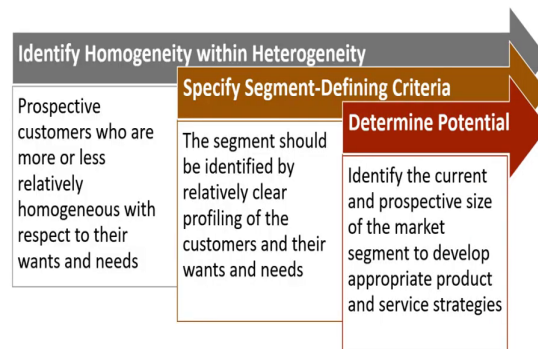 Identify Homogeneity within Heterogeneity
Prospective
customers who are
more or less
relatively
homogeneous with
respect to their
wants and needs
Specify Segment-Defining Criteria
The segment should
be identified by
relatively clear
profiling of the
customers and their
wants and needs
Determine Potential
Identify the current
and prospective size
of the market
segment to develop
appropriate product
and service strategies